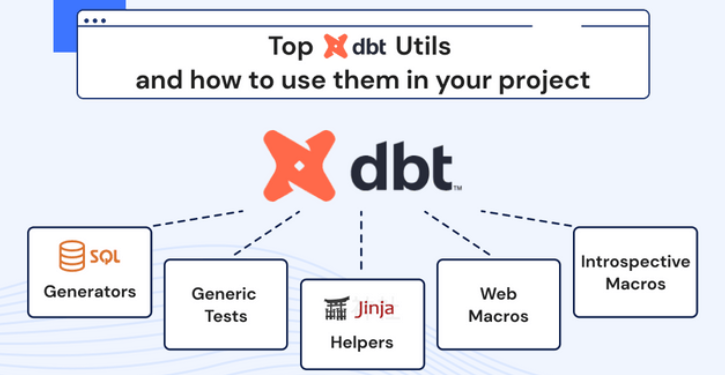 Top dbt Utils
and how to use them in your project
dbt™
SQL
Generators
Generic
Tests
Jinja
Helpers
Web
Macros
Introspective
Macros